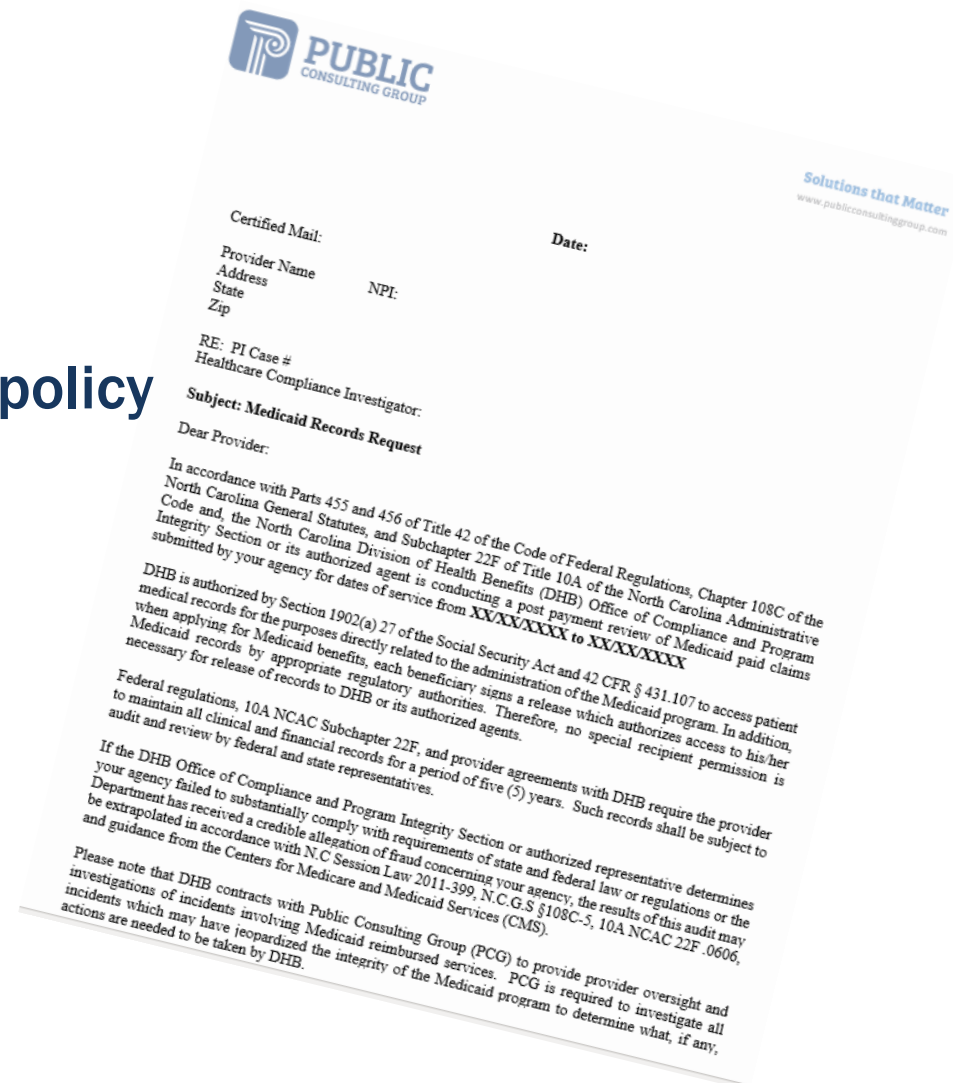 PUBLIC
CONSULTING GROUP
Solutions that Matter
www.publicconsultinggroup.com
Certified Mail:
Date:
Provider Name
NPI:
Address
State
Zip
RE: PI Case #
Healthcare Compliance Investigator:
policy
Subject: Medicaid Records Request
Dear Provider:
In accordance with Parts 455 and 456 of Title 42 of the Code of Federal Regulations, Chapter 108C of the
North Carolina General Statutes, and Subchapter 22F of Title 10A of the North Carolina Administrative
Code and, the North Carolina Division of Health Benefits (DHB) Office of Compliance and Program
Integrity Section or its authorized agent is conducting a post payment review of Medicaid paid claims
submitted by your agency for dates of service from XX/XX/XXXX to XX/XX/XXXX
DHB is authorized by Section 1902(a) 27 of the Social Security Act and 42 CFR § 431.107 to access patient
medical records for the purposes directly related to the administration of the Medicaid program. In addition,
when applying for Medicaid benefits, each beneficiary signs a release which authorizes access to his/her
Medicaid records by appropriate regulatory authorities. Therefore, no special recipient permission is
necessary for release of records to DHB or its authorized agents.
Federal regulations, 10A NCAC Subchapter 22F, and provider agreements with DHB require the provider
to maintain all clinical and financial records for a period of five (5) years. Such records shall be subject to
audit and review by federal and state representatives.
If the DHB Office of Compliance and Program Integrity Section or authorized representative determines
your agency failed to substantially comply with requirements of state and federal law or regulations or the
Department has received a credible allegation of fraud concerning your agency, the results of this audit may
be extrapolated in accordance with N.C Session Law 2011-399, N.C.G.S §108C-5, 10A NCAC 22F .0606,
and guidance from the Centers for Medicare and Medicaid Services (CMS).
Please note that DHB contracts with Public Consulting Group (PCG) to provide provider oversight and
investigations of incidents involving Medicaid reimbursed services. PCG is required to investigate all
incidents which may have jeopardized the integrity of the Medicaid program to determine what, if any,
actions are needed to be taken by DHB.